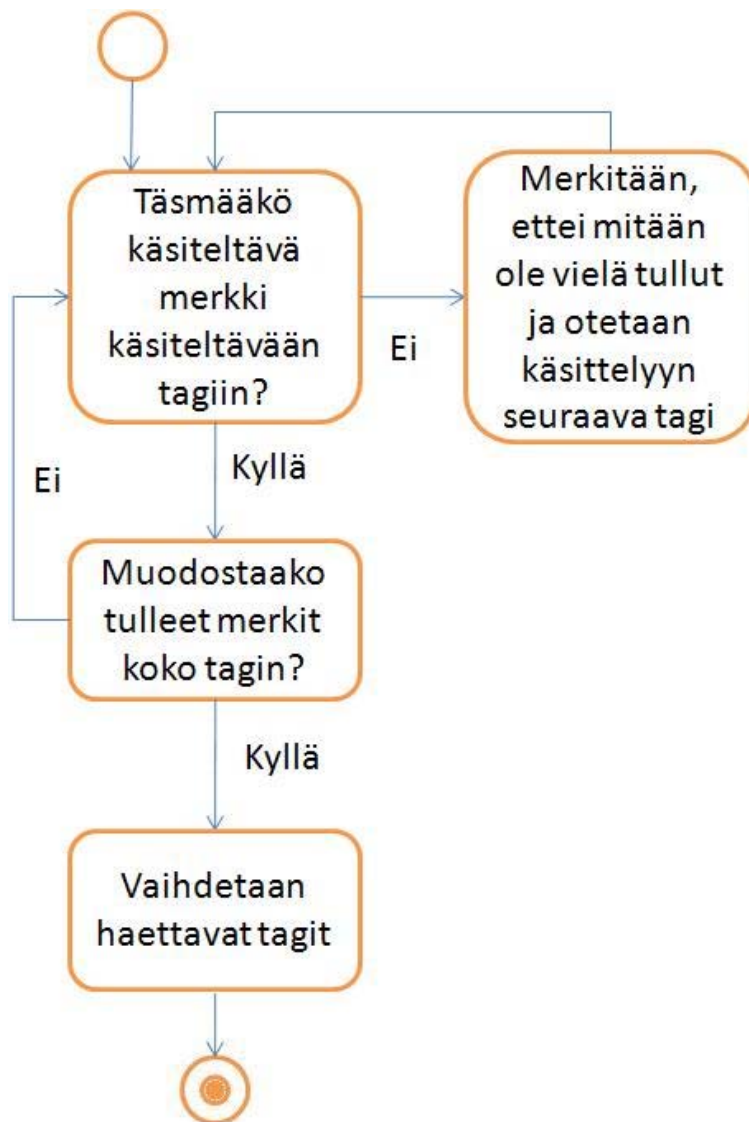 Täsmääkö
käsiteltävä
merkki
käsiteltävään
tagiin?
Ei
Merkitään,
ettei mitään
ole vielä tullut
ja otetaan
käsittelyyn
seuraava tagi
Kyllä
Ei
Muodostaako
tulleet merkit
koko tagin?
Kyllä
Vaihdetaan
haettavat tagit